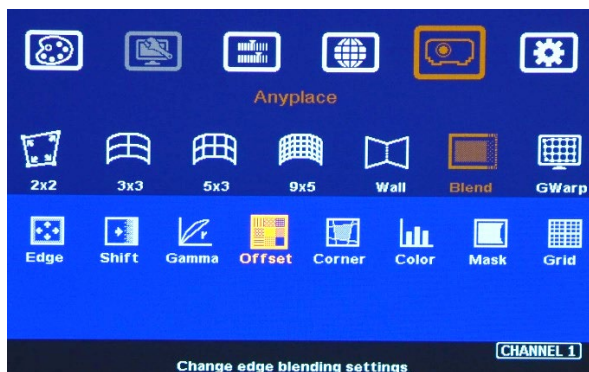 Anyplace
2x2 3x3 5x3 9x5 Wall Blend GWarp
Edge Shift Gamma Offset Corner Color Mask Grid
CHANNEL 1
Change edge blending settings